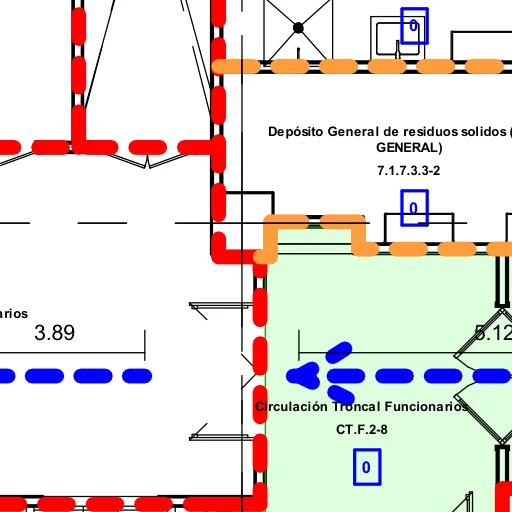 0
Depósito General de residuos solidos (
GENERAL)
7.1.7.3.3-2
0
arios
3.89
5.12
Circulación Troncal Funcionarios
CT.F.2-8
0